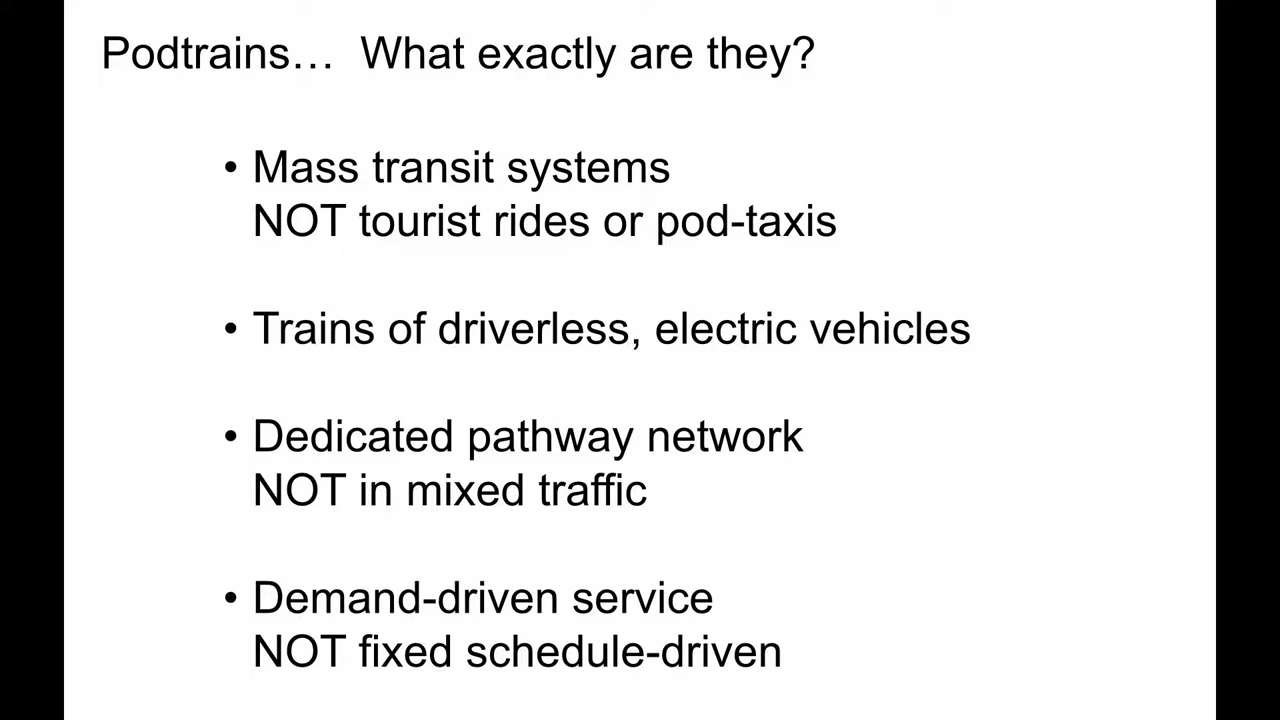 Podtrains… What exactly are they?
• Mass transit systems
NOT tourist rides or pod-taxis
• Trains of driverless, electric vehicles
• Dedicated pathway network
NOT in mixed traffic
• Demand-driven service
NOT fixed schedule-driven